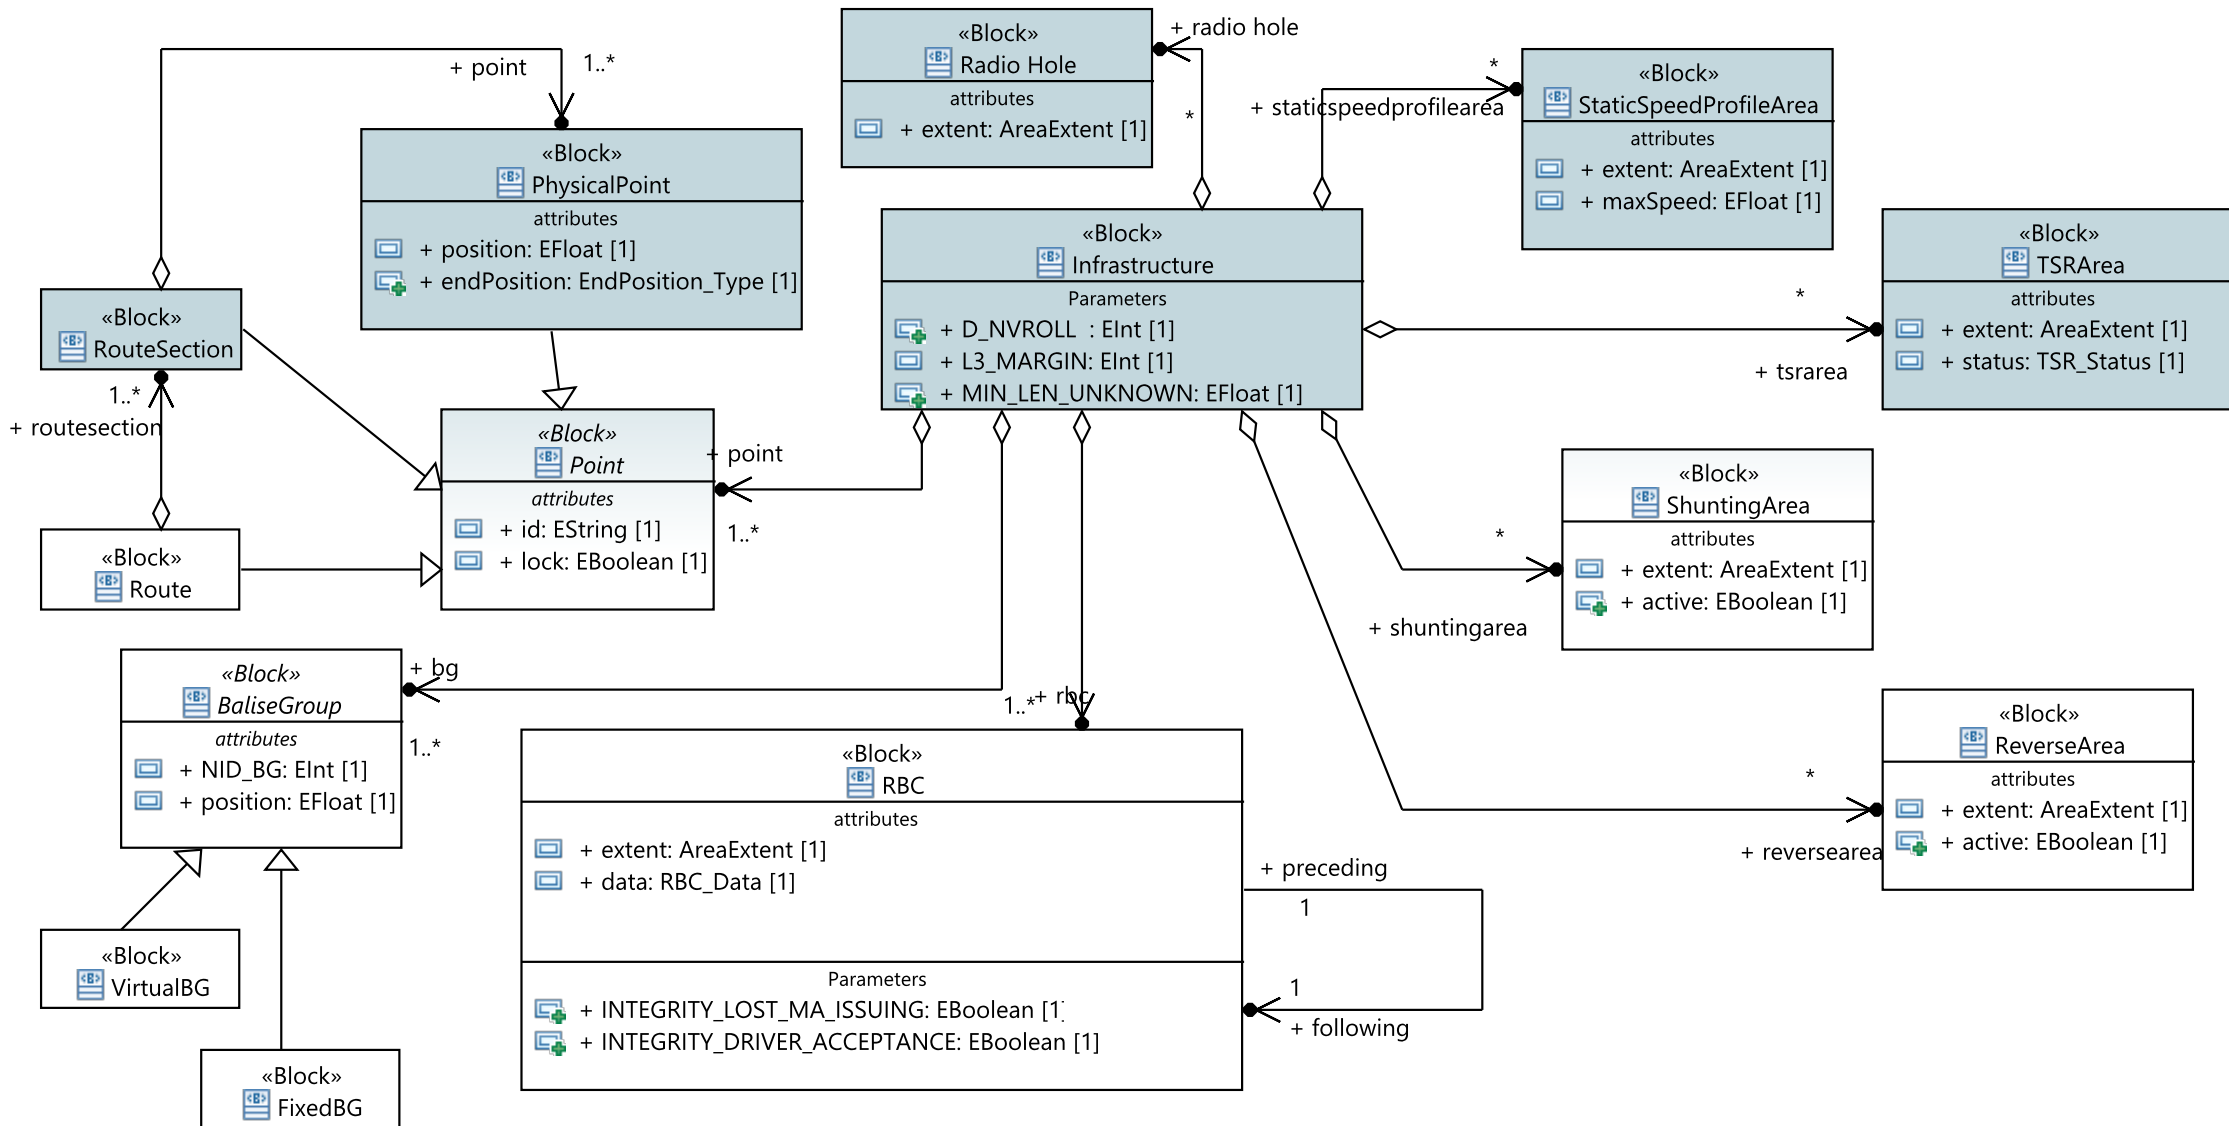 + point
1..*
«Block»
PhysicalPoint
attributes
+ position: EFloat [1]
+ endPosition: EndPosition_Type [1]
«Block»
RouteSection
1..*
+ routesection
«Block»
Route
«Block»
Point
attributes
+ id: EString [1]
+ lock: EBoolean [1]
+ point
1..*
«Block»
Radio Hole
attributes
+ extent: AreaExtent [1]
+ radio hole
*
«Block»
Infrastructure
Parameters
+ D_NVROLL : EInt [1]
+ L3_MARGIN: EInt [1]
+ MIN_LEN_UNKNOWN: EFloat [1]
*
+ staticspeedprofilearea
«Block»
StaticSpeedProfileArea
attributes
+ extent: AreaExtent [1]
+ maxSpeed: EFloat [1]
*
+ tsrarea
«Block»
TSRArea
attributes
+ extent: AreaExtent [1]
+ status: TSR_Status [1]
*
+ shuntingarea
«Block»
ShuntingArea
attributes
+ extent: AreaExtent [1]
+ active: EBoolean [1]
*
+ reversearea
«Block»
ReverseArea
attributes
+ extent: AreaExtent [1]
+ active: EBoolean [1]
«Block»
BaliseGroup
attributes
+ NID_BG: EInt [1]
+ position: EFloat [1]
+ bg
1..*
«Block»
VirtualBG
«Block»
FixedBG
1..*
+ rbc
«Block»
RBC
attributes
+ extent: AreaExtent [1]
+ data: RBC_Data [1]
Parameters
+ INTEGRITY_LOST_MA_ISSUING: EBoolean [1]
+ INTEGRITY_DRIVER_ACCEPTANCE: EBoolean [1]
+ preceding
1
1
+ following